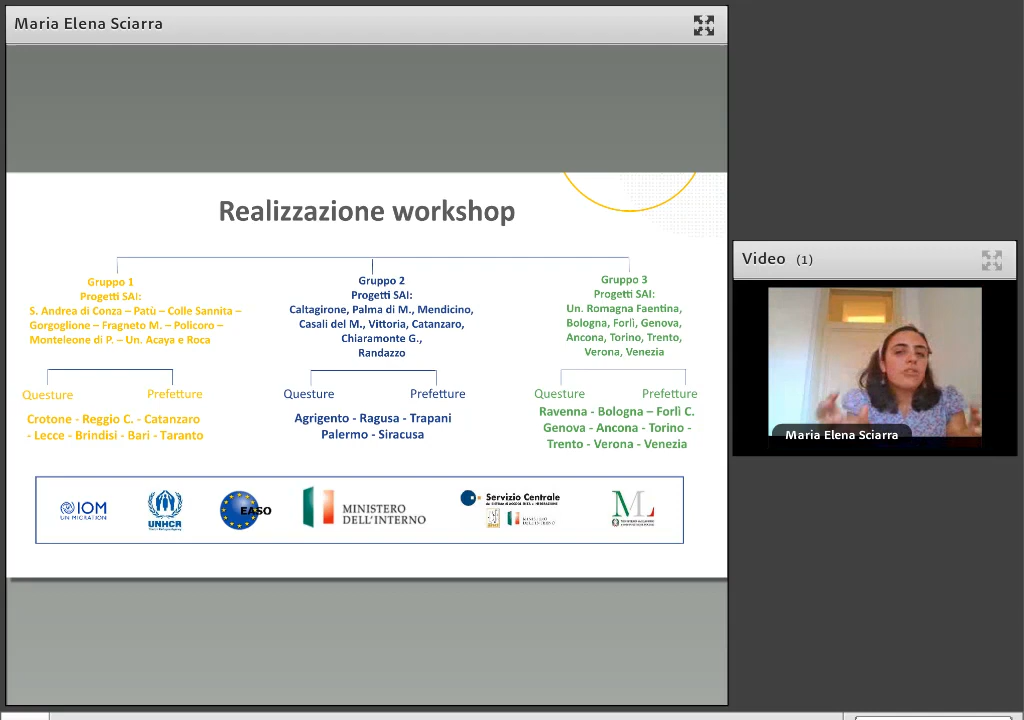 Maria Elena Sciarra
Realizzazione workshop
Gruppo 1
Progetti SAI:
S. Andrea di Conza – Patù – Colle Sannita –
Gorgoglione – Fragneto M. – Policoro –
Monteleone di P. – Un. Acaya e Roca
Questure
Prefetture
Crotone - Reggio C. - Catanzaro
- Lecce - Brindisi - Bari - Taranto
Gruppo 2
Progetti SAI:
Caltagirone, Palma di M., Mendicino,
Casali del M., Vittoria, Catanzaro,
Chiaramonte G.,
Randazzo
Questure
Prefetture
Agrigento - Ragusa - Trapani
Palermo - Siracusa
Gruppo 3
Progetti SAI:
Un. Romagna Faentina,
Bologna, Forlì, Genova,
Ancona, Torino, Trento,
Verona, Venezia
Questure
Prefetture
Ravenna - Bologna – Forlì C.
Genova - Ancona - Torino -
Trento - Verona - Venezia
IOM
UN MIGRATION
UNHCR
EASO
MINISTERO
DELL'INTERNO
Servizio Centrale
MINISTERO
DELL'INTERNO
ML
Video (1)
Maria Elena Sciarra